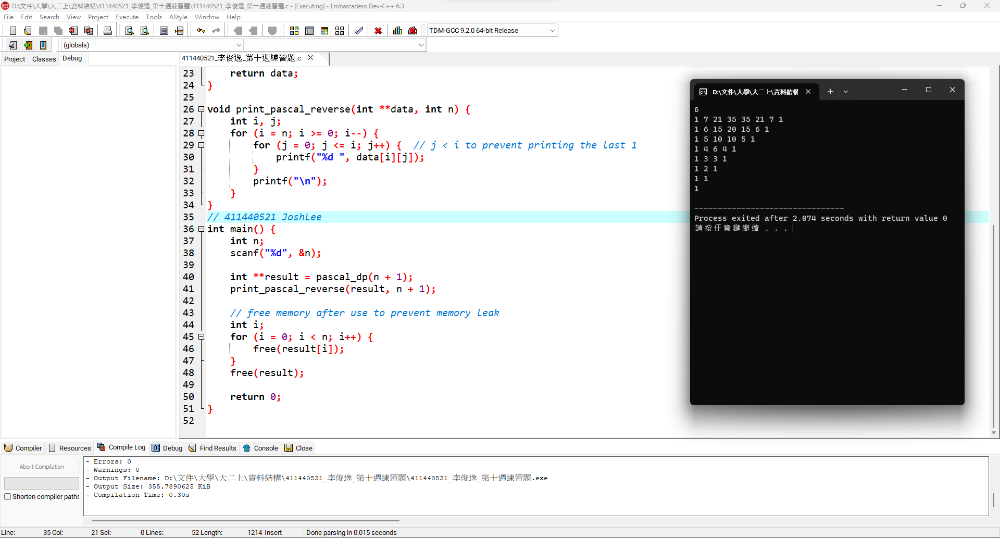 D:\文件\大學\大二上\資料結構\411440521_李俊逸_第十週練習題\411440521_李俊逸_第十週練習題.c - [Executing] - Embarcadero Dev-C++ 6.3
File Edit Search View Project Execute Tools AStyle Window Help
TDM-GCC 9.2.0 64-bit Release
(globals)
Project Classes Debug
411440521_李俊逸_第十週練習題.c
23 return data;
24 }
25
26 void print_pascal_reverse(int **data, int n) {
27 int i, j;
28 for (i = n; i >= 0; i--) {
29 for (j = 0; j <= i; j++) { // j < i to prevent printing the last 1
30 printf("%d ", data[i][j]);
31 }
32 printf("\n");
33 }
34 }
35 // 411440521 JoshLee
36 int main() {
37 int n;
38 scanf("%d", &n);
39
40 int **result = pascal_dp(n + 1);
41 print_pascal_reverse(result, n + 1);
42
43 // free memory after use to prevent memory leak
44 int i;
45 for (i = 0; i < n; i++) {
46 free(result[i]);
47 }
48 free(result);
49
50 return 0;
51 }
52
D:\文件\大學\大二上\資料結構
6
1 7 21 35 35 21 7 1
1 6 15 20 15 6 1
1 5 10 10 5 1
1 4 6 4 1
1 3 3 1
1 2 1
1 1
1
--------------------------------
Process exited after 2.074 seconds with return value 0
請按任意鍵繼續 . . .
Compiler Resources Compile Log Debug Find Results Console Close
Abort Compilation
Shorten compiler paths
- Errors: 0
- Warnings: 0
- Output Filename: D:\文件\大學\大二上\資料結構\411440521_李俊逸_第十週練習題\411440521_李俊逸_第十週練習題.exe
- Output Size: 355.7890625 KiB
- Compilation Time: 0.30s
Line: 35 Col: 21 Sel: 0 Lines: 52 Length: 1214 Insert Done parsing in 0.015 seconds